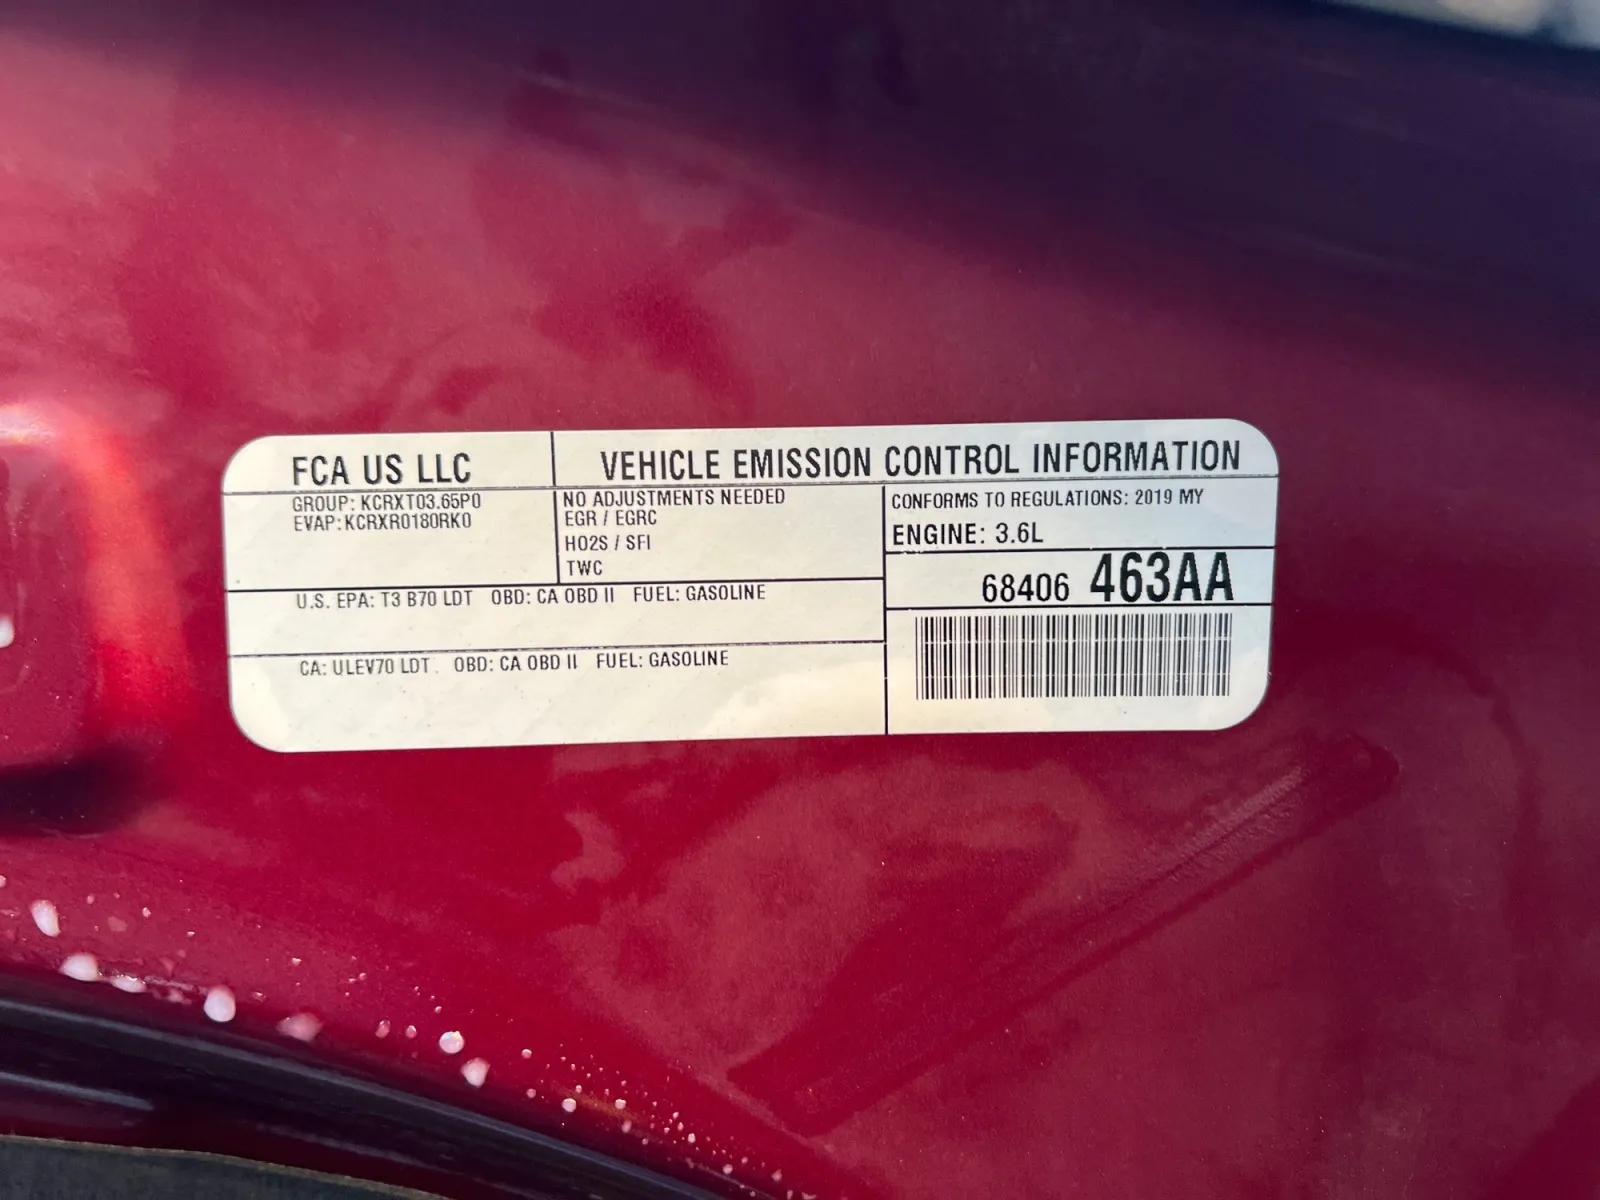 FCA US LLC
VEHICLE EMISSION CONTROL INFORMATION
GROUP: KCRXT03.65P0
EVAP: KCRXR0180RK0
NO ADJUSTMENTS NEEDED
EGR / EGRC
HO2S / SFI
TWC
CONFORMS TO REGULATIONS: 2019 MY
ENGINE: 3.6L
68406 463AA
U.S. EPA: T3 B70 LDT OBD: CA OBD II FUEL: GASOLINE
CA: ULEV70 LDT . OBD: CA OBD II FUEL: GASOLINE